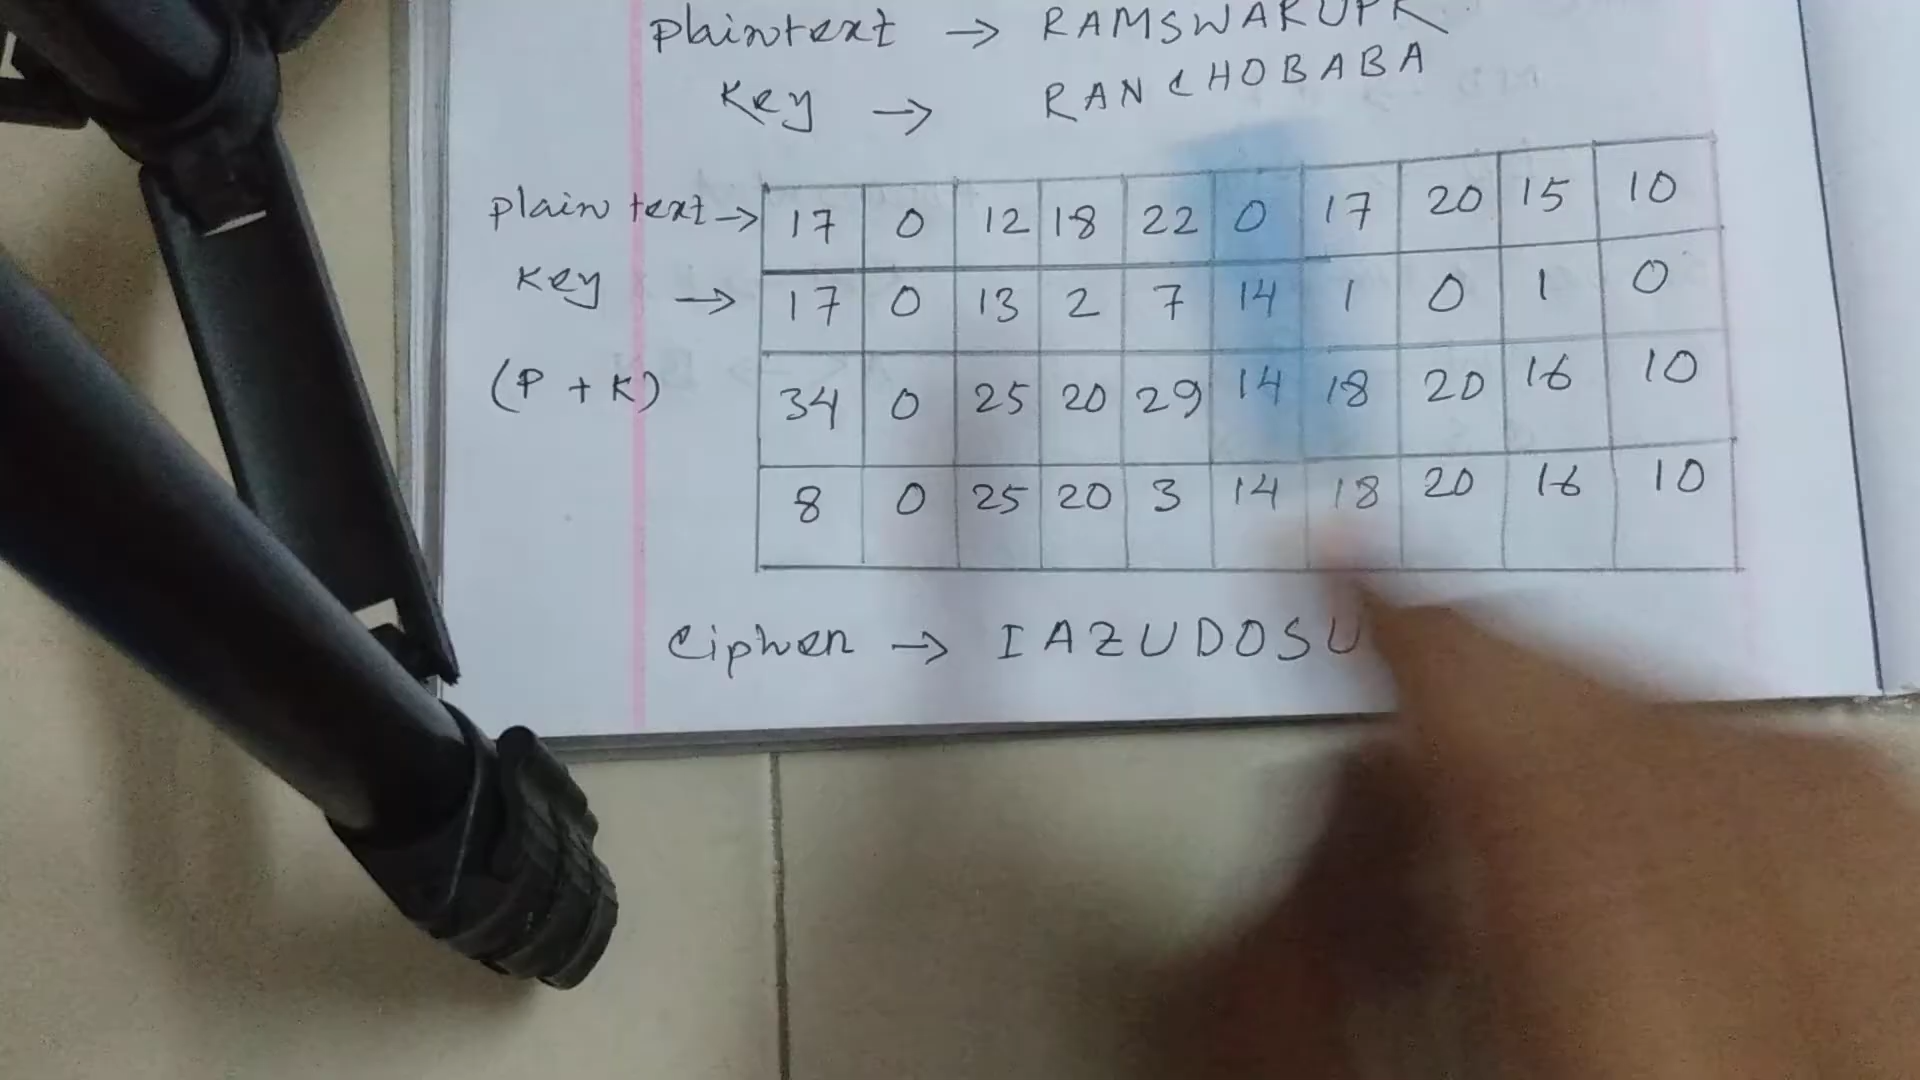 Plaintext → RAMSWARUPK
Key → RANCHOBABA
plain text → 17 0 12 18 22 0 17 20 15 10
Key → 17 0 13 2 7 14 1 0 1 0
(P + K) 34 0 25 20 29 14 18 20 16 10
8 0 25 20 3 14 18 20 16 10
Cipher → IAZUDOSU